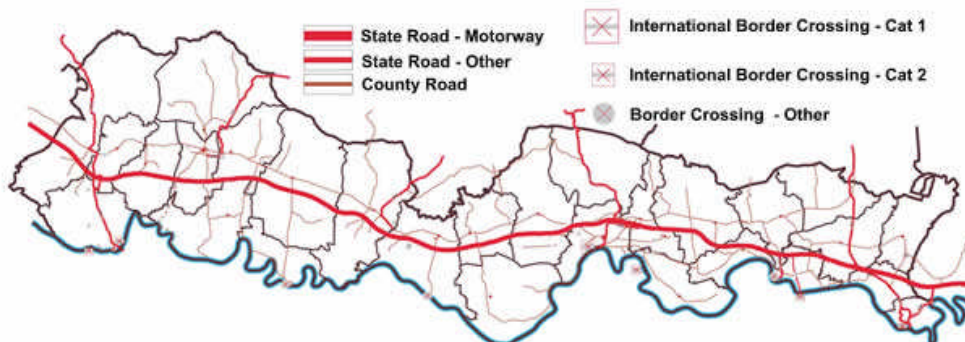 State Road - Motorway
State Road - Other
County Road
International Border Crossing - Cat 1
International Border Crossing - Cat 2
Border Crossing - Other